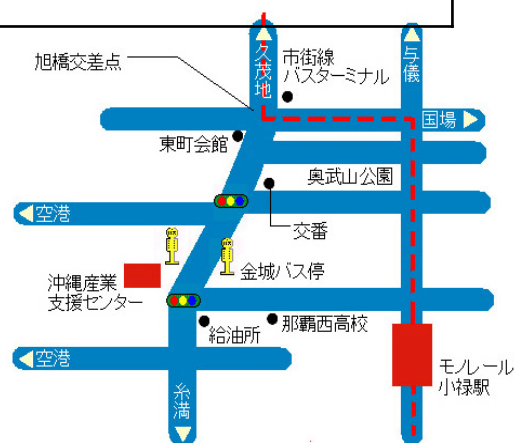 旭橋交差点
久茂地
市街線
バスターミナル
与儀
国場
東町会館
奥武山公園
空港
交番
金城バス停
沖縄産業
支援センター
給油所
那覇西高校
空港
糸満
モノレール
小禄駅